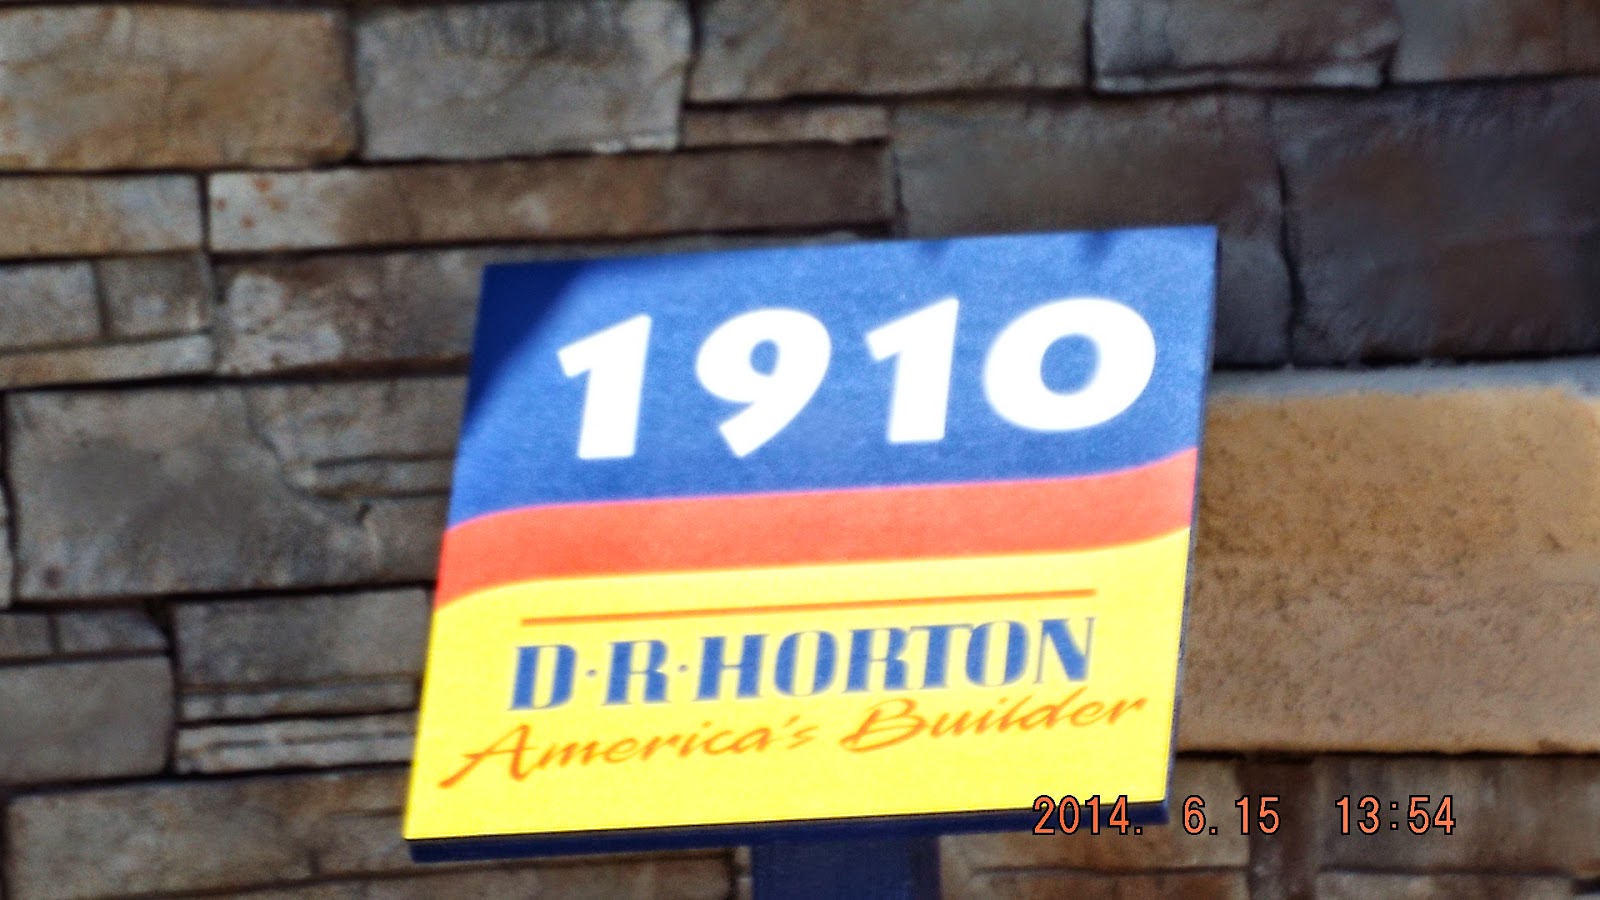 1910
D·R·HORTON
America's Builder
2014. 6.15 13:54